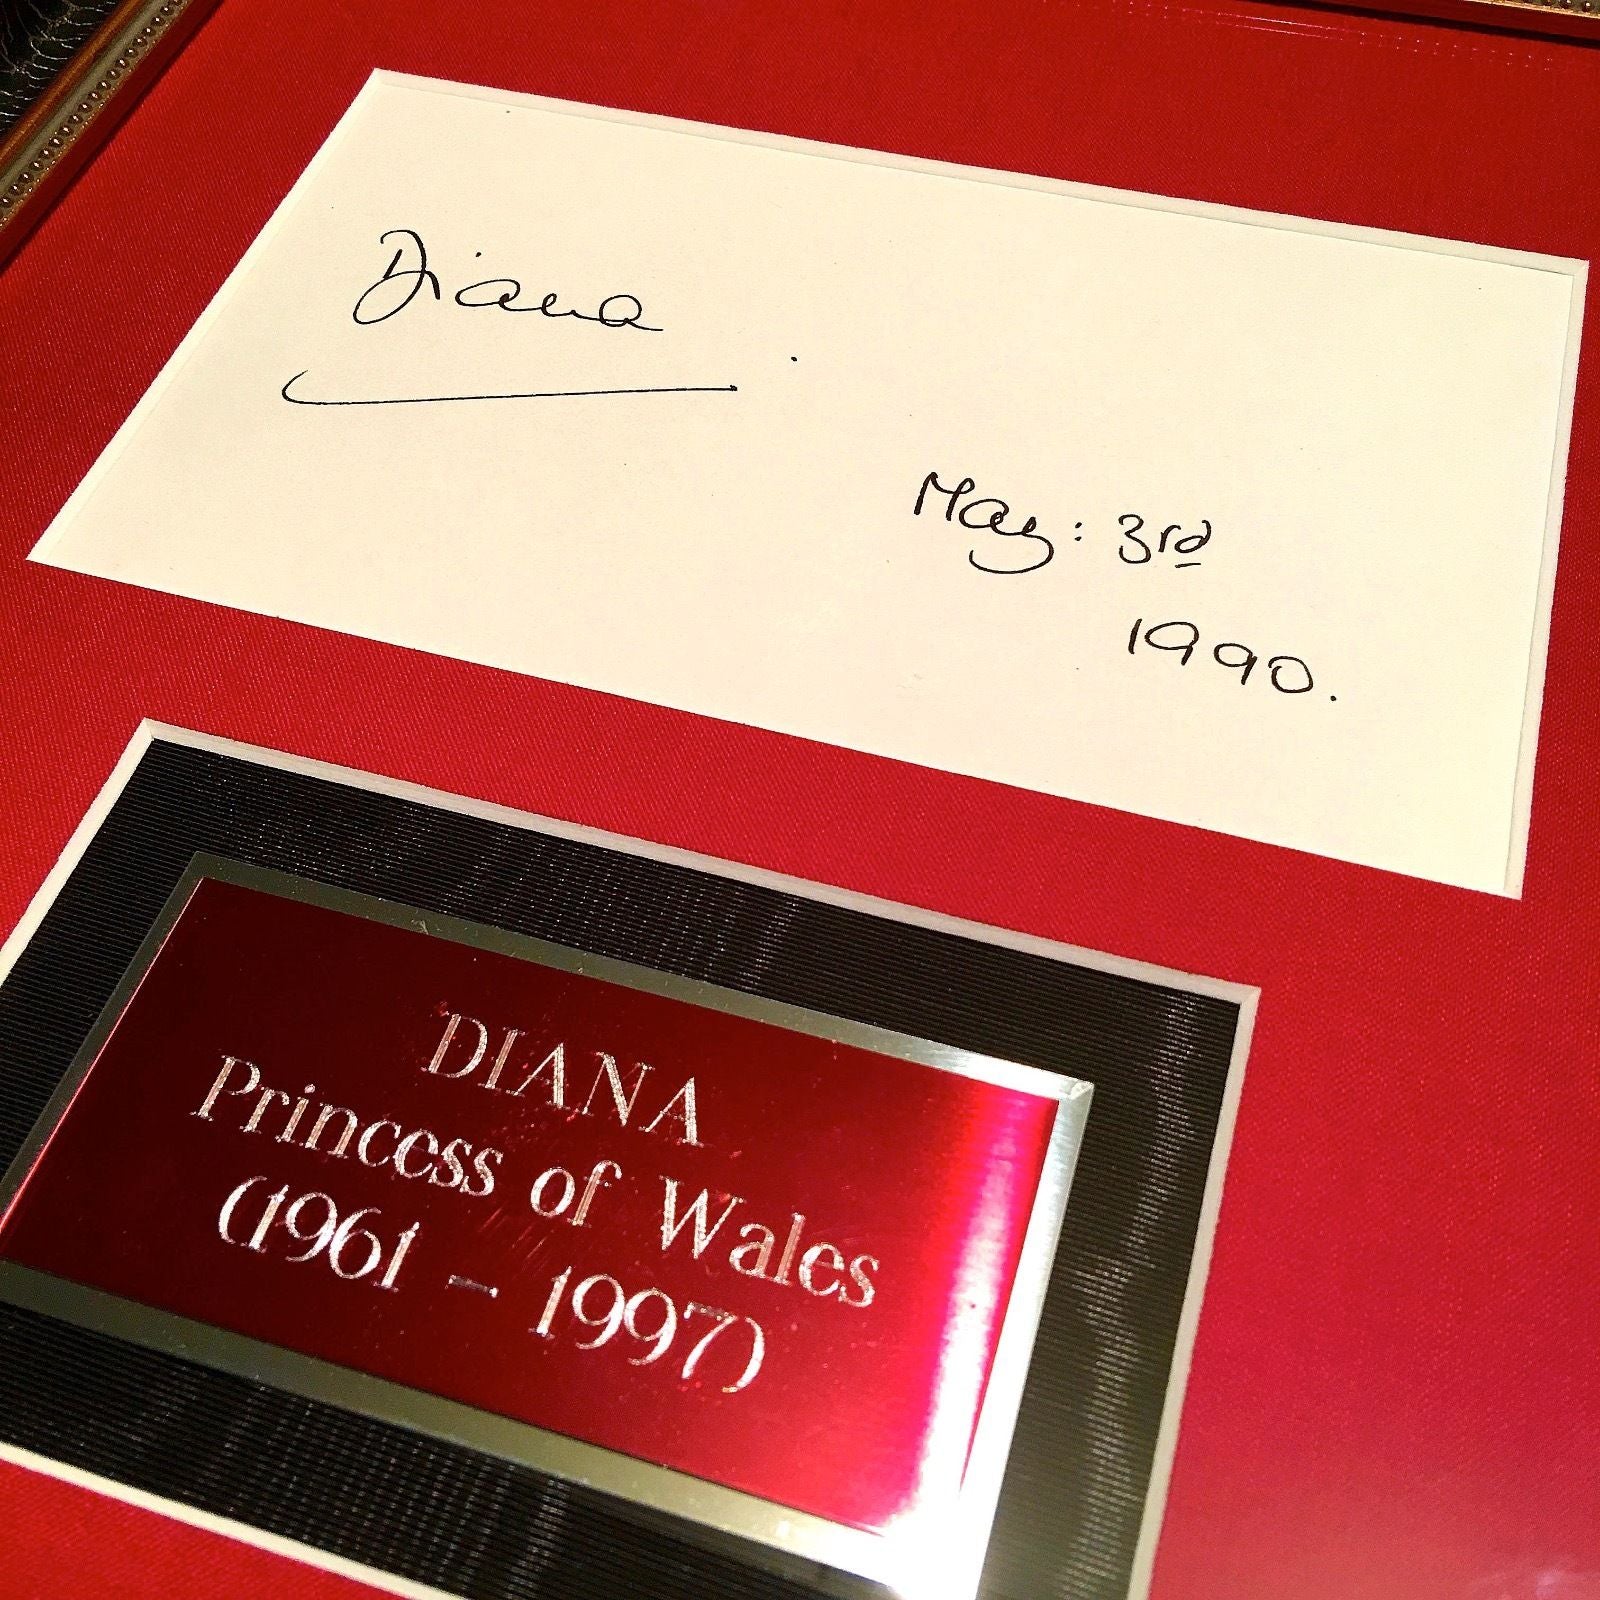 Diana
May: 3rd
1990.
DIANA
Princess of Wales
(1961 - 1997)